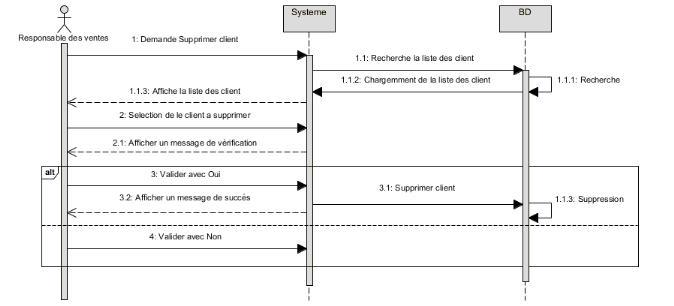 Systeme
BD
Responsable des ventes
1: Demande Supprimer client
1.1: Recherche la liste des client
1.1.2: Chargemment de la liste des client
1.1.1: Recherche
1.1.3: Affiche la liste des client
2: Selection de le client a supprimer
2.1: Afficher un message de vérification
alt
3: Valider avec Oui
3.1: Supprimer client
3.2: Afficher un message de succès
1.1.3: Suppression
4: Valider avec Non